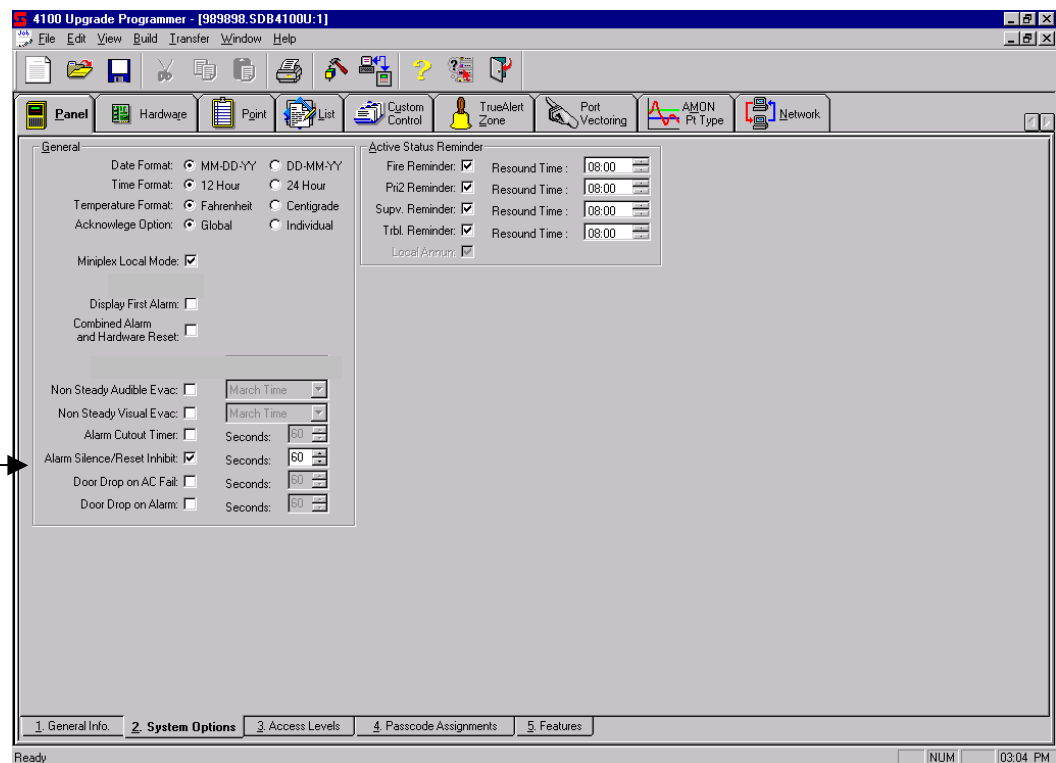 4100 Upgrade Programmer - [989898.SDB4100U:1]
File Edit View Build Transfer Window Help
Panel Hardware Point List Custom Control TrueAlert Zone Port Vectoring AMON Pt Type Network
General
Date Format: MM-DD-YY DD-MM-YY
Time Format: 12 Hour 24 Hour
Temperature Format: Fahrenheit Centigrade
Acknowlege Option: Global Individual
Miniplex Local Mode:
Display First Alarm:
Combined Alarm
and Hardware Reset:
Non Steady Audible Evac: March Time
Non Steady Visual Evac: March Time
Alarm Cutout Timer: Seconds: 60
Alarm Silence/Reset Inhibit: Seconds: 60
Door Drop on AC Fail: Seconds: 60
Door Drop on Alarm: Seconds: 60
Active Status Reminder
Fire Reminder: Resound Time : 08:00
Pri2 Reminder: Resound Time : 08:00
Supv. Reminder: Resound Time : 08:00
Trbl. Reminder: Resound Time : 08:00
Local Annun:
1. General Info. 2. System Options 3. Access Levels 4. Passcode Assignments 5. Features
Ready NUM 03:04 PM